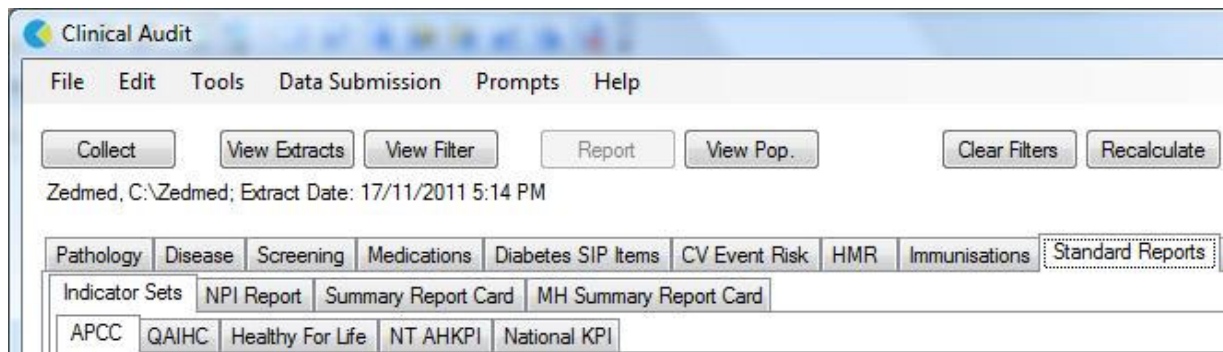 Clinical Audit
File Edit Tools Data Submission Prompts Help
Collect View Extracts View Filter Report View Pop. Clear Filters Recalculate
Zedmed, C:\Zedmed; Extract Date: 17/11/2011 5:14 PM
Pathology Disease Screening Medications Diabetes SIP Items CV Event Risk HMR Immunisations Standard Reports
Indicator Sets NPI Report Summary Report Card MH Summary Report Card
APCC QAIHC Healthy For Life NT AHKPI National KPI